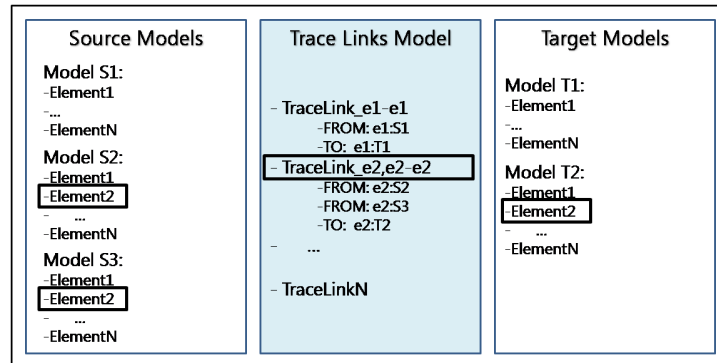 Source Models
Model S1:
-Element1
-...
-ElementN
Model S2:
-Element1
-Element2
- ...
-ElementN
Model S3:
-Element1
-Element2
- ...
-ElementN
Trace Links Model
- TraceLink_e1-e1
-FROM: e1:S1
-TO: e1:T1
- TraceLink_e2,e2-e2
-FROM: e2:S2
-FROM: e2:S3
-TO: e2:T2
- ...
- TraceLinkN
Target Models
Model T1:
-Element1
-...
-ElementN
Model T2:
-Element1
-Element2
- ...
-ElementN